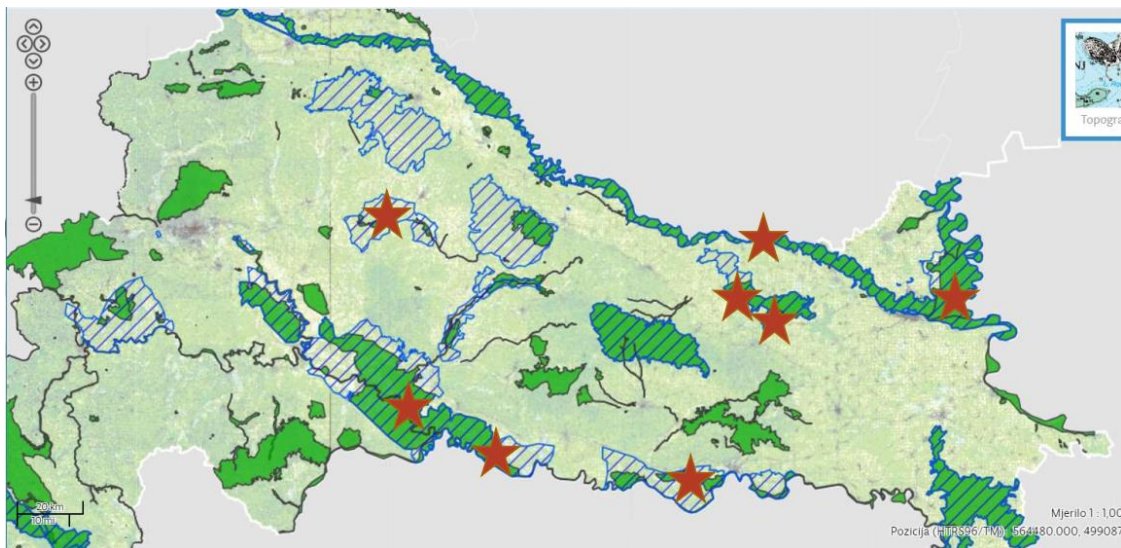 Topogra
20 km
10 mi
Mjerilo 1 : 1,00
Pozicija (HTRS96/TM): 564480.000, 499087